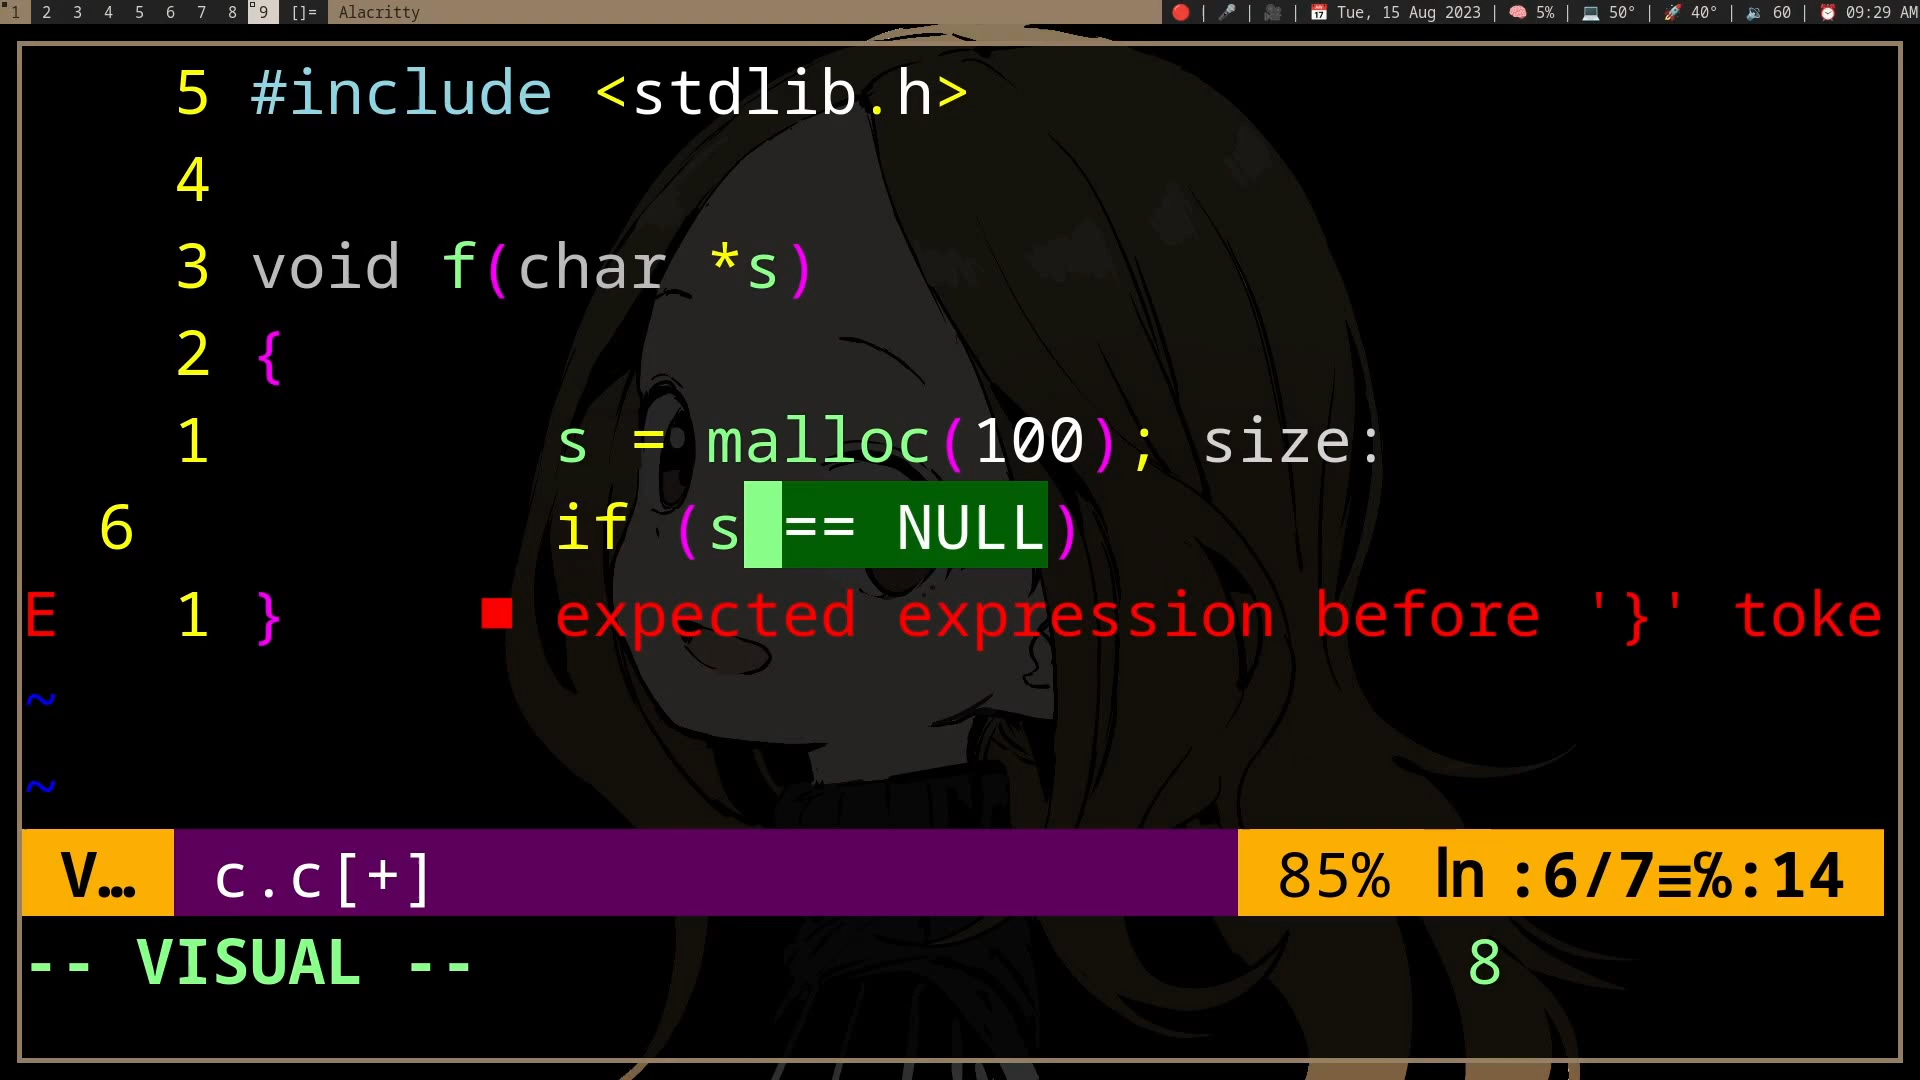 1 2 3 4 5 6 7 8 9 []= Alacritty | | | Tue, 15 Aug 2023 | 5% | 50° | 40° | 60 | 09:29 AM
5 #include <stdlib.h>
4
3 void f(char *s)
2 {
1 s = malloc(100); size:
6 if (s == NULL)
E 1 } ■ expected expression before '}' toke
~
~
V… c.c[+] 85% ln :6/7≡℅:14
-- VISUAL -- 8